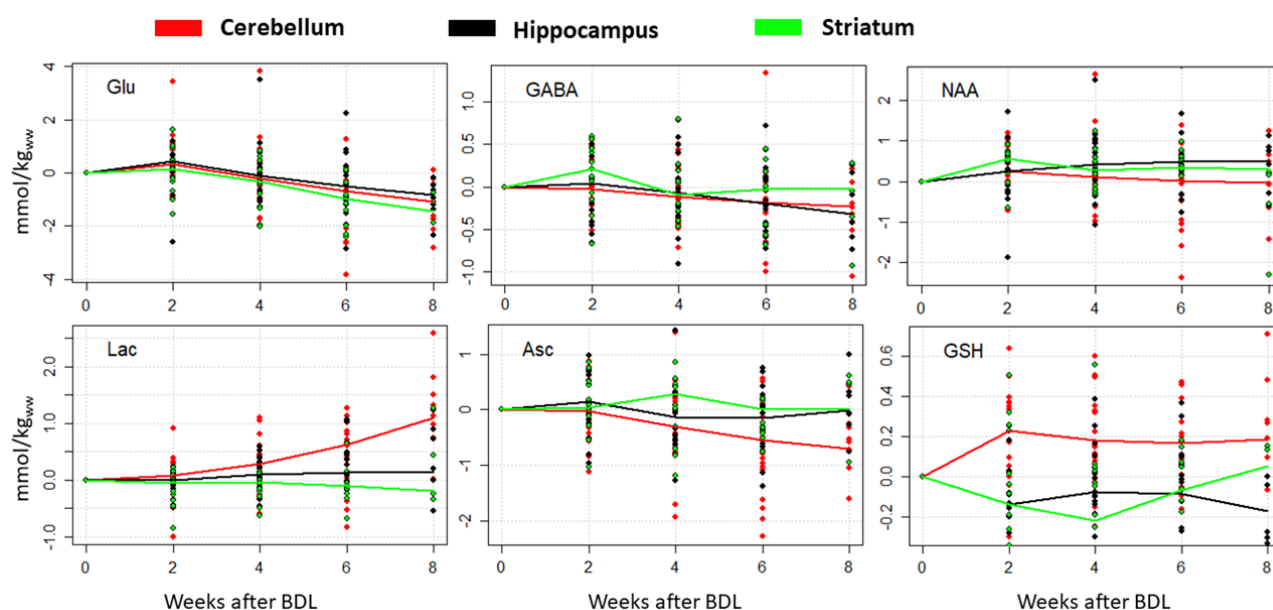 Cerebellum Hippocampus Striatum
Glu
GABA
NAA
mmol/kgww
4
2
0
-2
-4
1.0
0.5
0.0
-0.5
-1.0
2
1
0
-1
-2
0 2 4 6 8
0 2 4 6 8
0 2 4 6 8
Lac
Asc
GSH
mmol/kgww
2.0
1.0
0.0
-1.0
1
0
-1
-2
0.6
0.4
0.2
0.0
-0.2
0 2 4 6 8
0 2 4 6 8
0 2 4 6 8
Weeks after BDL
Weeks after BDL
Weeks after BDL